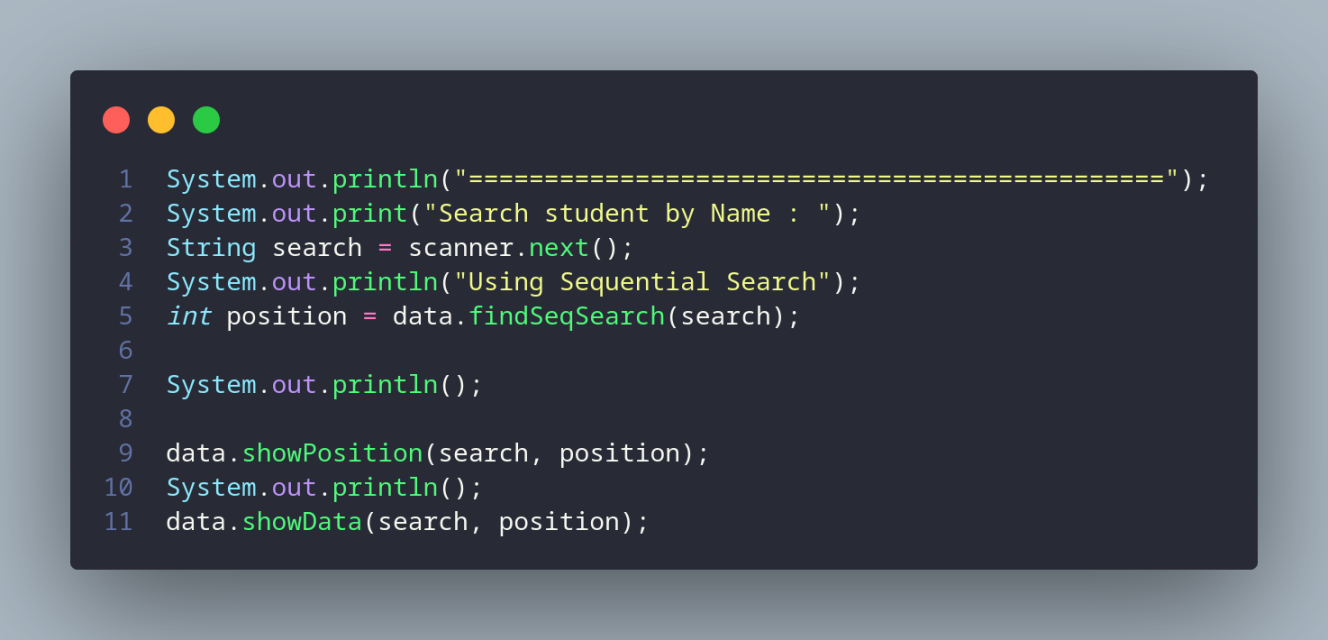 1 System.out.println("==============================================");
2 System.out.print("Search student by Name : ");
3 String search = scanner.next();
4 System.out.println("Using Sequential Search");
5 int position = data.findSeqSearch(search);
6
7 System.out.println();
8
9 data.showPosition(search, position);
10 System.out.println();
11 data.showData(search, position);